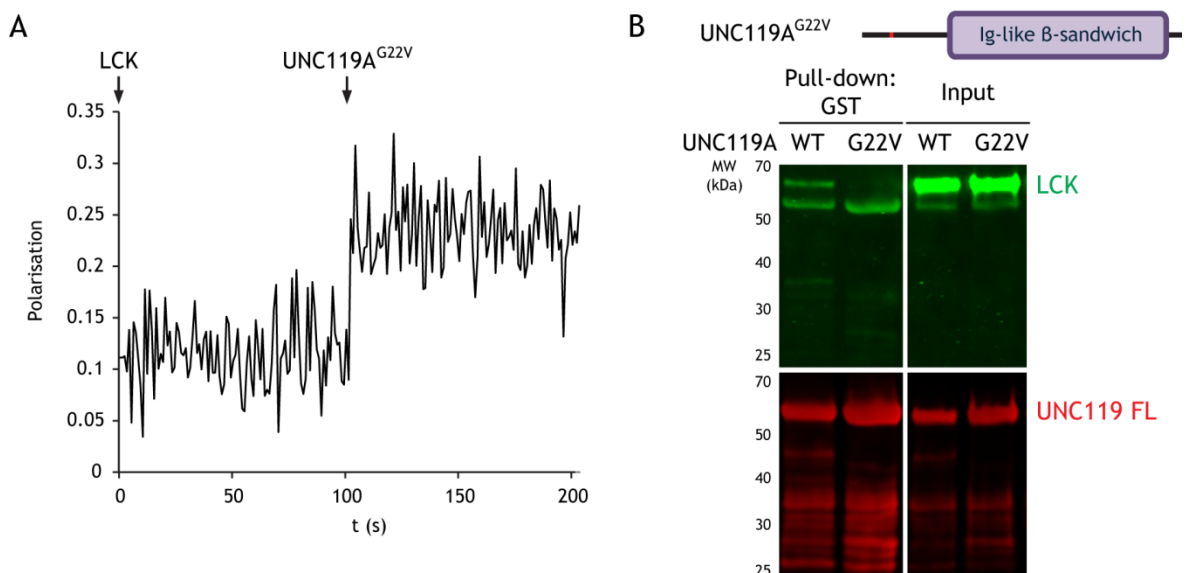 A
LCK
UNC119A^G22V
0.35
0.3
0.25
0.2
0.15
0.1
0.05
0
Polarisation
0
50
100
150
200
t (s)
B
UNC119A^G22V
Ig-like ß-sandwich
Pull-down:
GST
Input
UNC119A WT G22V WT G22V
MW
(kDa)
70
50
40
30
25
LCK
70
50
40
30
25
UNC119 FL